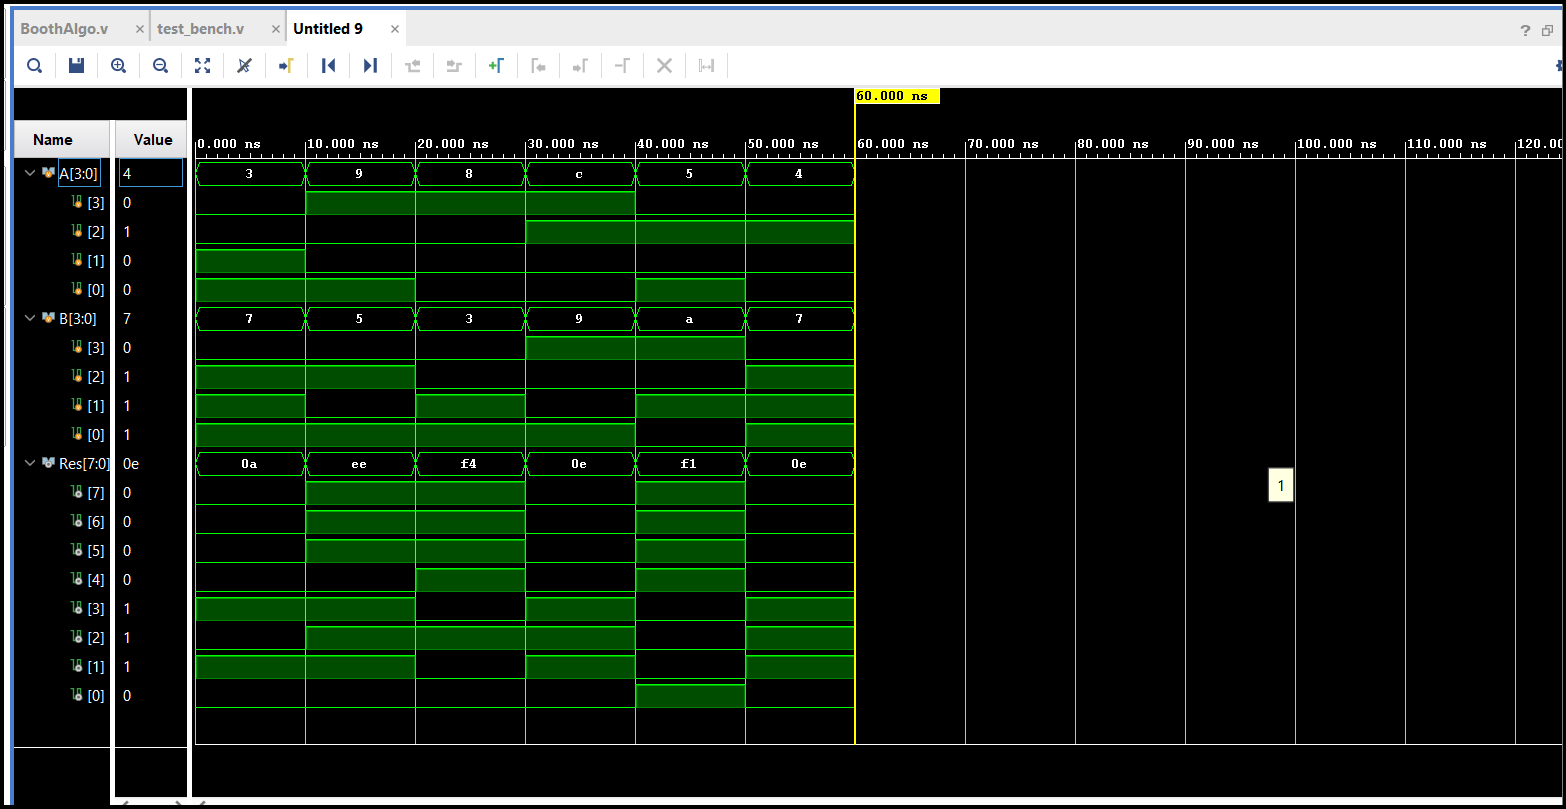 BoothAlgo.v × test_bench.v × Untitled 9 ×
?
60.000 ns
Name Value
0.000 ns 10.000 ns 20.000 ns 30.000 ns 40.000 ns 50.000 ns 60.000 ns 70.000 ns 80.000 ns 90.000 ns 100.000 ns 110.000 ns 120.00
A[3:0] 4 3 9 8 c 5 4
[3] 0
[2] 1
[1] 0
[0] 0
B[3:0] 7 7 5 3 9 a 7
[3] 0
[2] 1
[1] 1
[0] 1
Res[7:0] 0e 0a ee f4 0e f1 0e
[7] 0
1
[6] 0
[5] 0
[4] 0
[3] 1
[2] 1
[1] 1
[0] 0